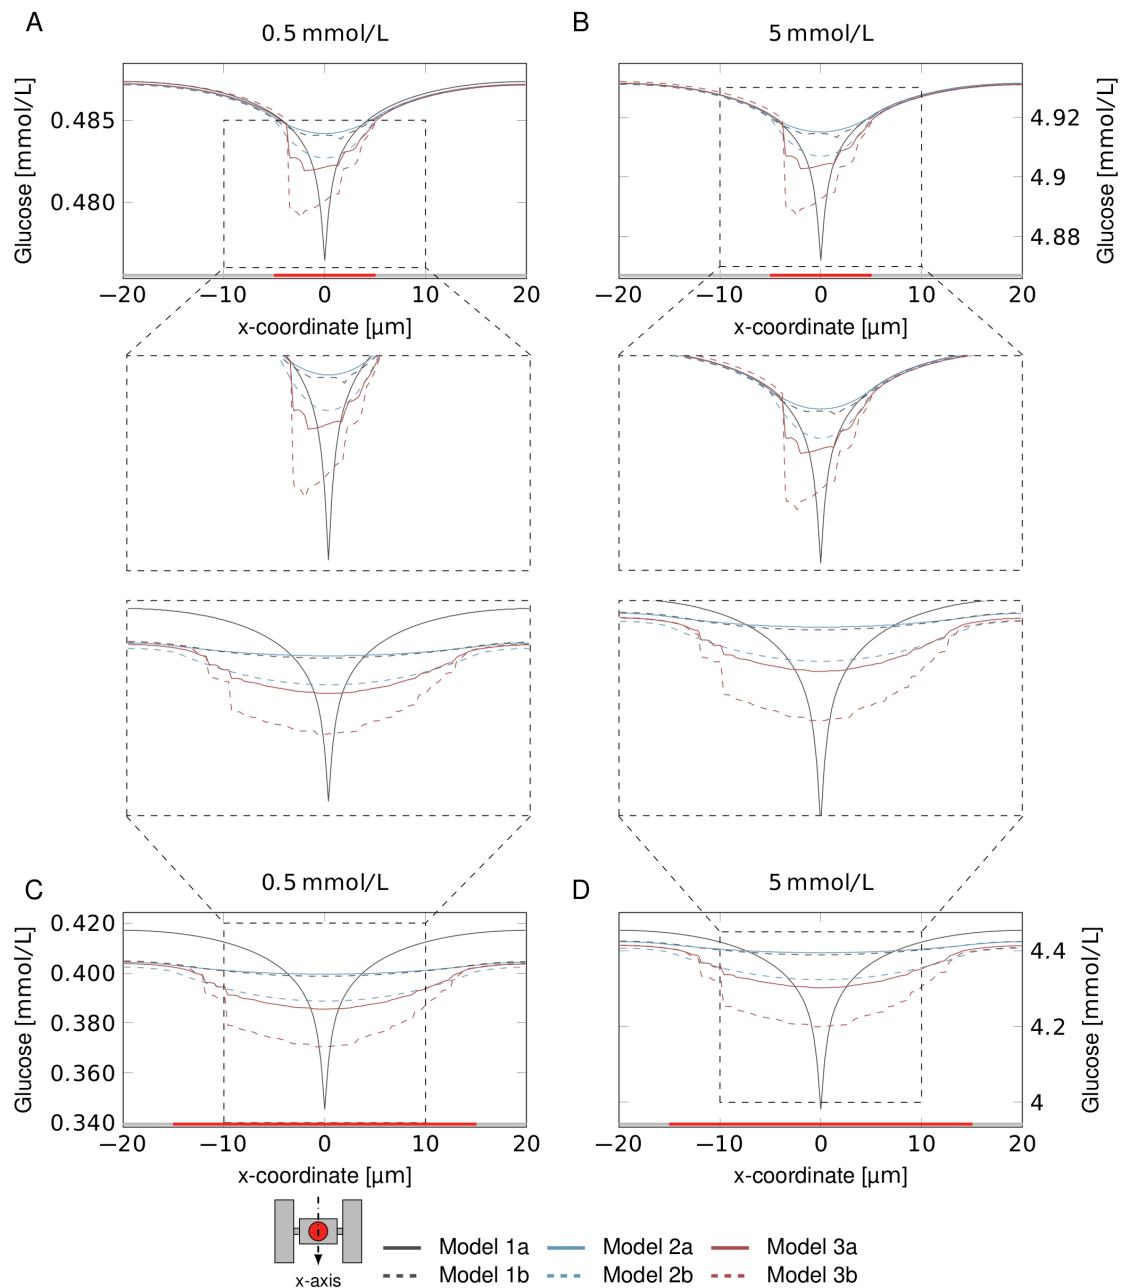 A
0.5 mmol/L
B
5 mmol/L
Glucose [mmol/L]
0.485
0.480
4.92
4.9
4.88
Glucose [mmol/L]
−20 −10 0 10 20
−20 −10 0 10 20
x-coordinate [µm]
x-coordinate [µm]
C
0.5 mmol/L
D
5 mmol/L
Glucose [mmol/L]
0.420
0.400
0.380
0.360
0.340
4.4
4.2
4
Glucose [mmol/L]
−20 −10 0 10 20
−20 −10 0 10 20
x-coordinate [µm]
x-coordinate [µm]
x-axis
Model 1a Model 2a Model 3a
Model 1b Model 2b Model 3b